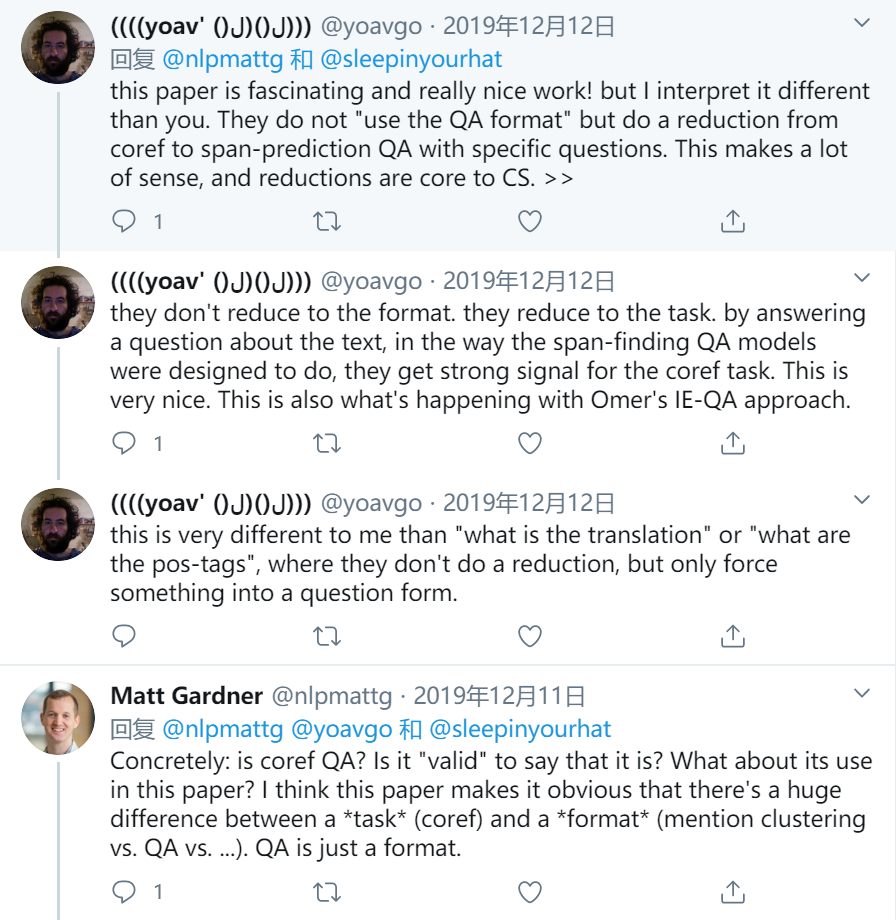 ((((yoav' ()ل)()ل))) @yoavgo · 2019年12月12日
回复 @nlpmattg 和 @sleepinyourhat
this paper is fascinating and really nice work! but I interpret it different
than you. They do not "use the QA format" but do a reduction from
coref to span-prediction QA with specific questions. This makes a lot
of sense, and reductions are core to CS. >>
1
((((yoav' ()ل)()ل))) @yoavgo · 2019年12月12日
they don't reduce to the format. they reduce to the task. by answering
a question about the text, in the way the span-finding QA models
were designed to do, they get strong signal for the coref task. This is
very nice. This is also what's happening with Omer's IE-QA approach.
1
((((yoav' ()ل)()ل))) @yoavgo · 2019年12月12日
this is very different to me than "what is the translation" or "what are
the pos-tags", where they don't do a reduction, but only force
something into a question form.
Matt Gardner @nlpmattg · 2019年12月11日
回复 @nlpmattg @yoavgo 和 @sleepinyourhat
Concretely: is coref QA? Is it "valid" to say that it is? What about its use
in this paper? I think this paper makes it obvious that there's a huge
difference between a *task* (coref) and a *format* (mention clustering
vs. QA vs. ...). QA is just a format.
1